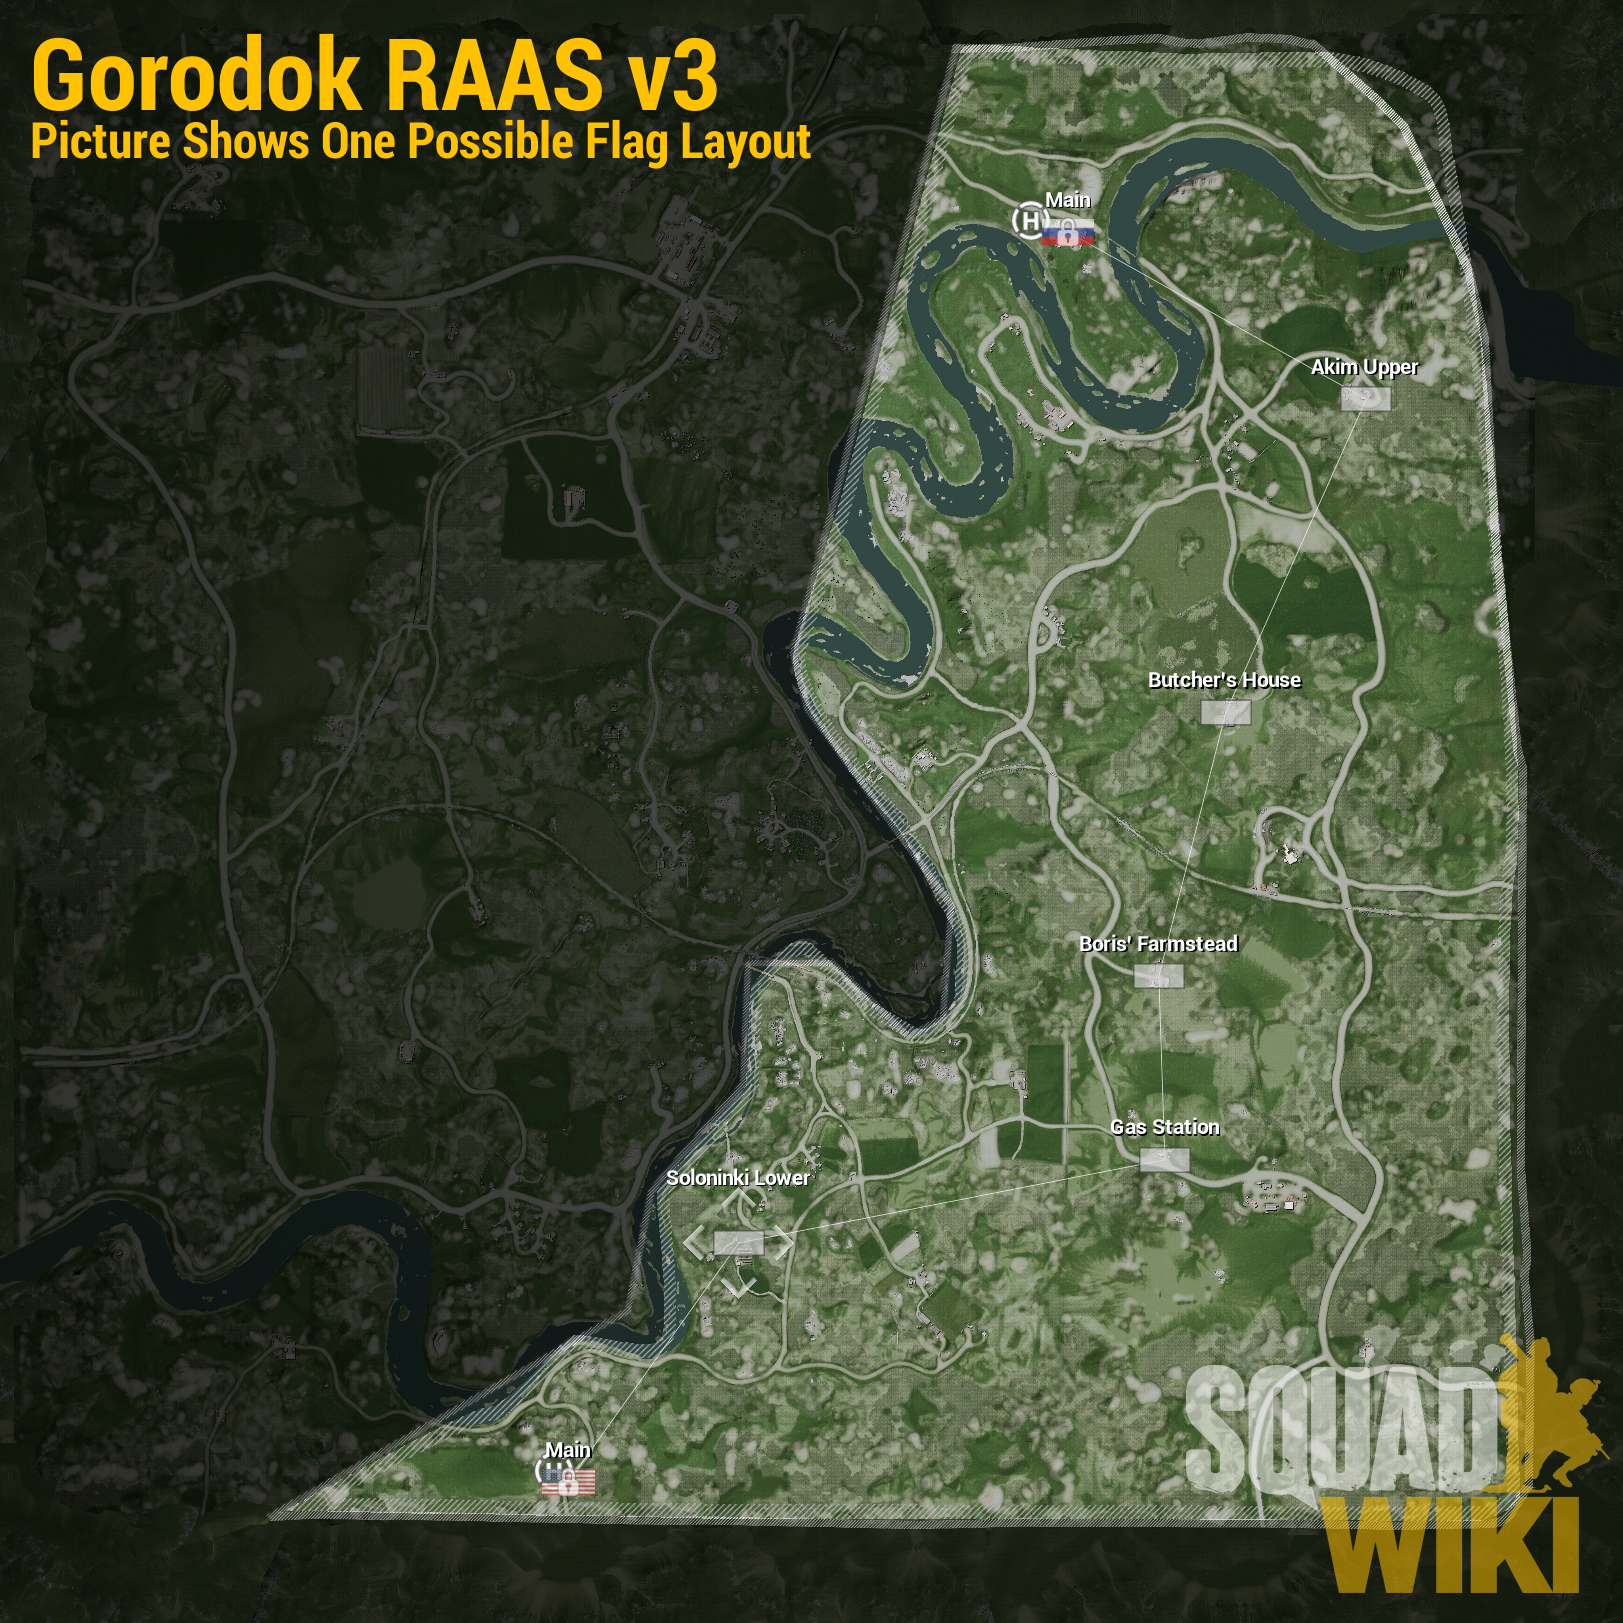 Gorodok RAAS v3
Picture Shows One Possible Flag Layout
Main
H
Akim Upper
Butcher's House
Boris' Farmstead
Gas Station
Soloninki Lower
Main
H
SQUAD
WIKI